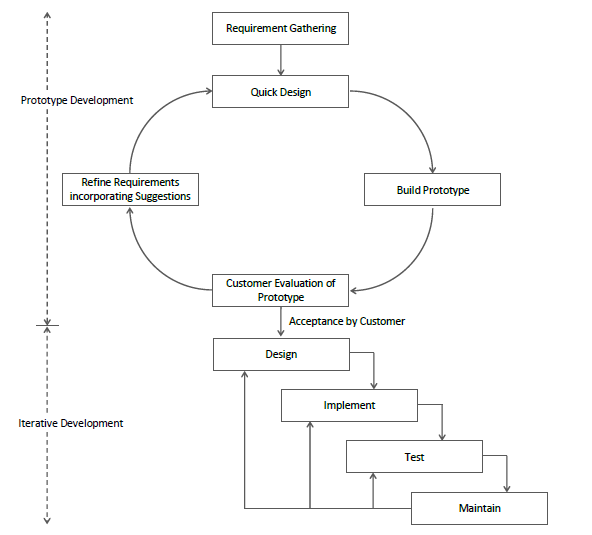 Requirement Gathering
Quick Design
Prototype Development
Refine Requirements
incorporating Suggestions
Build Prototype
Customer Evaluation of
Prototype
Acceptance by Customer
Design
Implement
Iterative Development
Test
Maintain